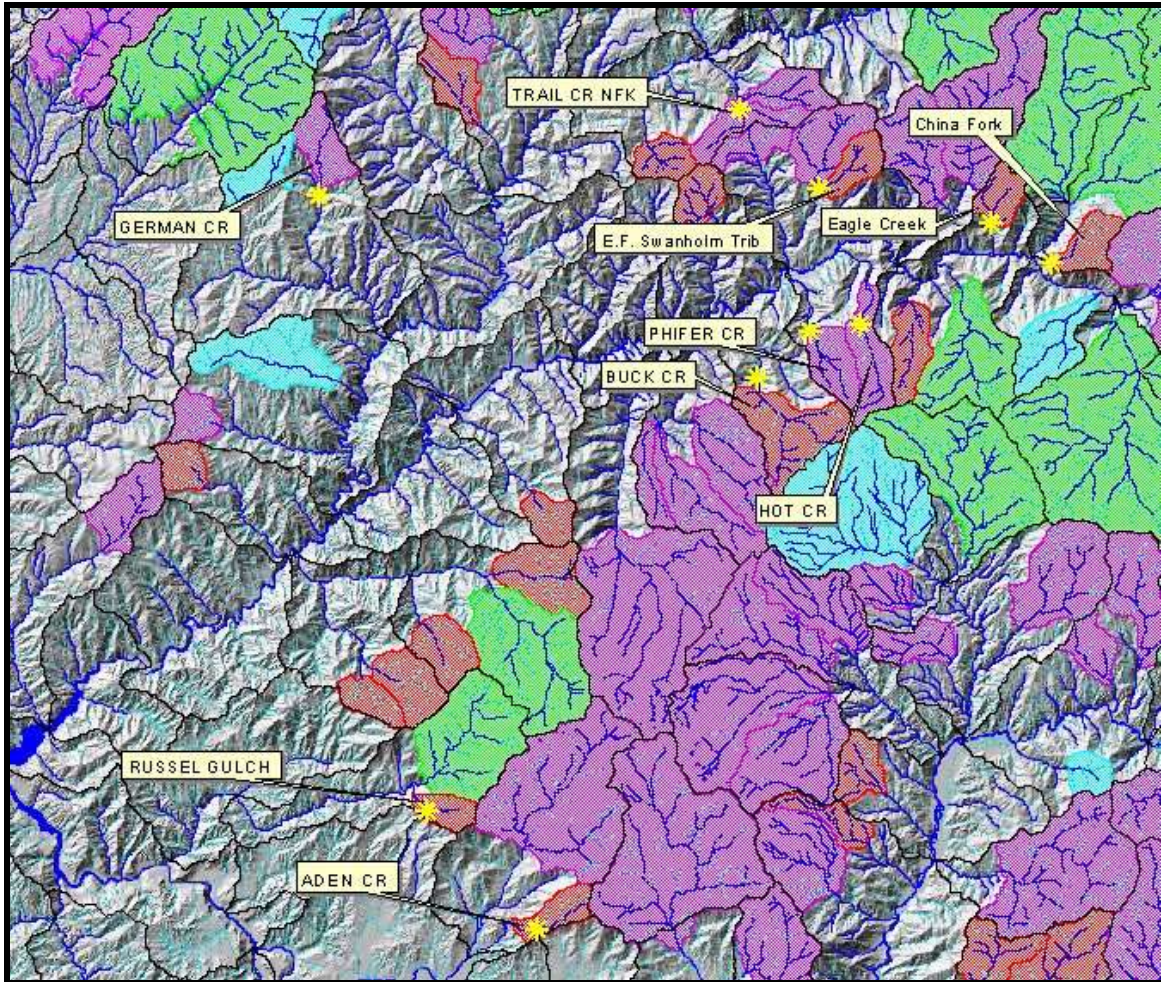 TRAIL CR NFK
China Fork
GERMAN CR
Eagle Creek
E.F. Swanholm Trib
PHIFER CR
BUCK CR
HOT CR
RUSSEL GULCH
ADEN CR